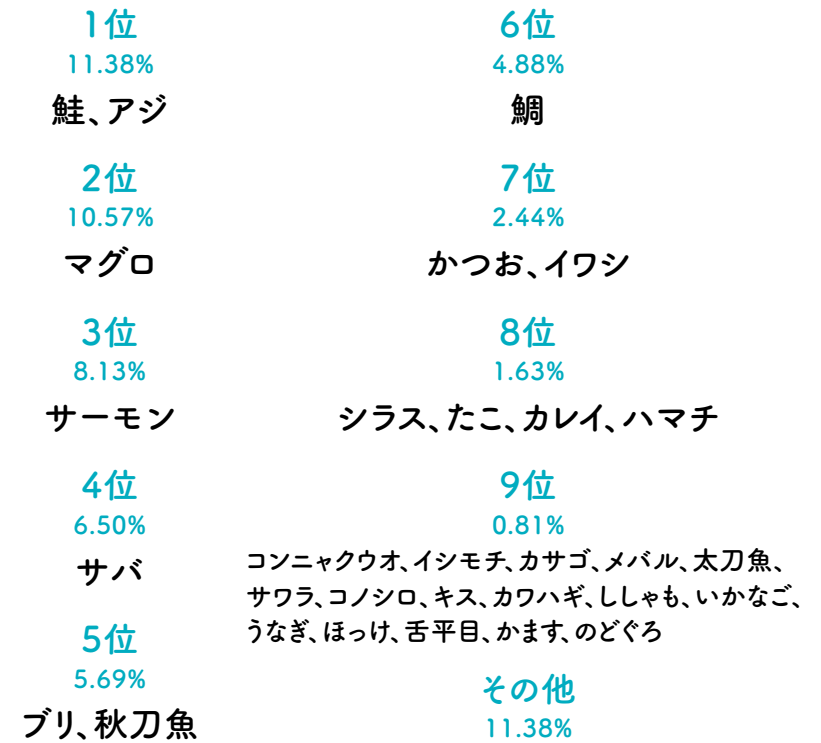 1位
11.38%
鮭、アジ
2位
10.57%
マグロ
3位
8.13%
サーモン
4位
6.50%
サバ
5位
5.69%
ブリ、秋刀魚
6位
4.88%
鯛
7位
2.44%
かつお、イワシ
8位
1.63%
シラス、たこ、カレイ、ハマチ
9位
0.81%
コンニャクウオ、イシモチ、カサゴ、メバル、太刀魚、
サワラ、コノシロ、キス、カワハギ、ししゃも、いかなご、
うなぎ、ほっけ、舌平目、かます、のどぐろ
その他
11.38%